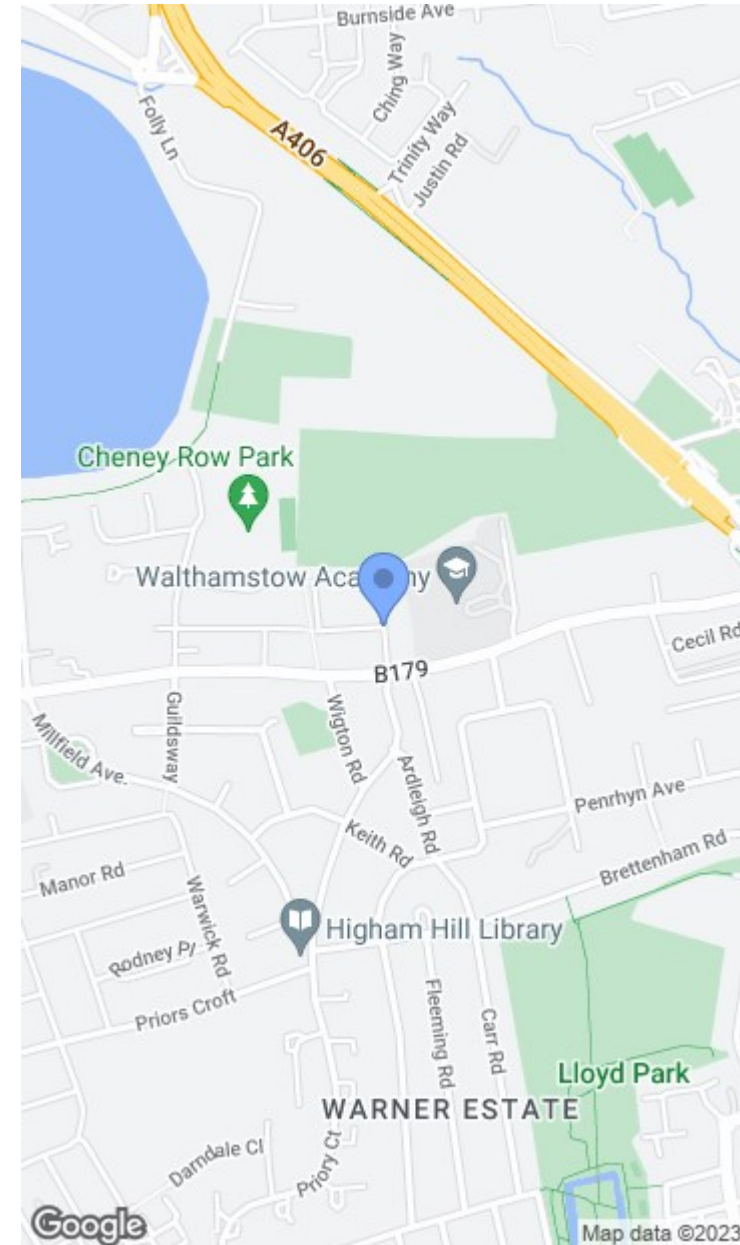 Burnside Ave
Ching Way
Folly Ln
A406
Trinity Way
Justin Rd
Cheney Row Park
Walthamstow Aca ny
Cecil Rd
B179
Guildsway
Wigton Rd
Millfield Ave.
Ardleigh Rd
Penrhyn Ave
Keith Rd
Brettenham Rd
Manor Rd
Warwick Rd
Higham Hill Library
Rodney Pl
Priors Croft
Fleeming Rd
Carr Rd
Lloyd Park
WARNER ESTATE
Darndale Cl
Priory Ct
Google
Map data ©2023